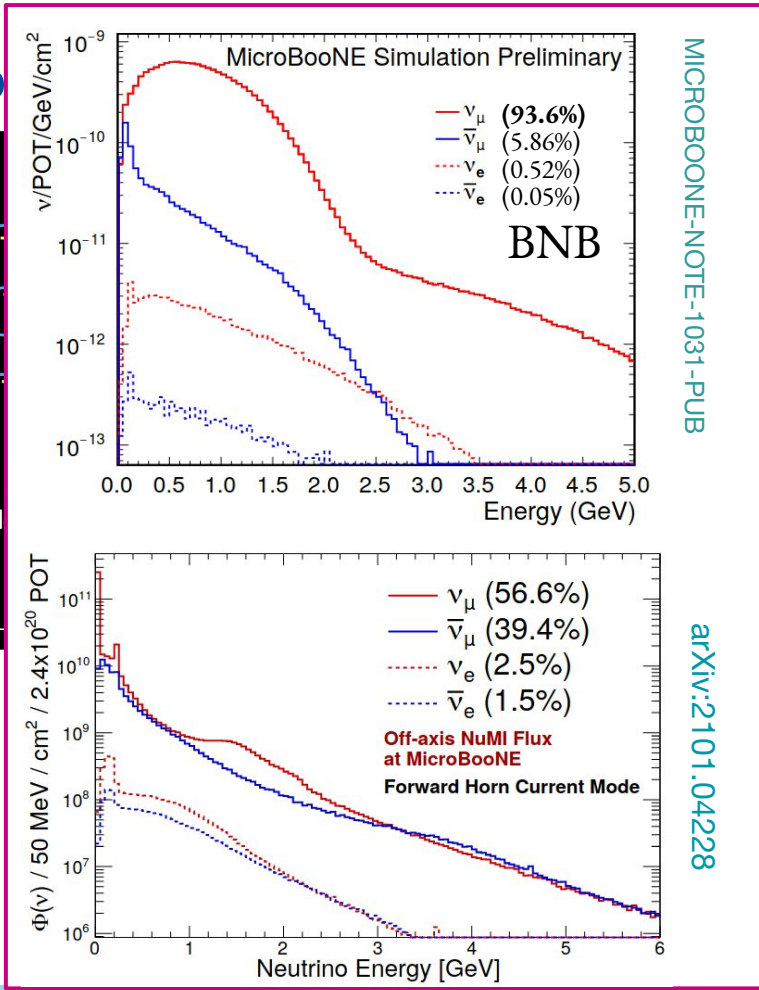 MicroBooNE Simulation Preliminary
ν/POT/GeV/cm²
10⁻⁹
10⁻¹⁰
10⁻¹¹
10⁻¹²
10⁻¹³
ν_μ (93.6%)
ν̅_μ (5.86%)
ν_e (0.52%)
ν̅_e (0.05%)
BNB
0.0 0.5 1.0 1.5 2.0 2.5 3.0 3.5 4.0 4.5 5.0
Energy (GeV)
MICROBOONE-NOTE-1031-PUB
Φ(ν) / 50 MeV / cm² / 2.4x10²⁰ POT
10¹¹
10¹⁰
10⁹
10⁸
10⁷
10⁶
ν_μ (56.6%)
ν̅_μ (39.4%)
ν_e (2.5%)
ν̅_e (1.5%)
Off-axis NuMI Flux
at MicroBooNE
Forward Horn Current Mode
0 1 2 3 4 5 6
Neutrino Energy [GeV]
arXiv:2101.04228